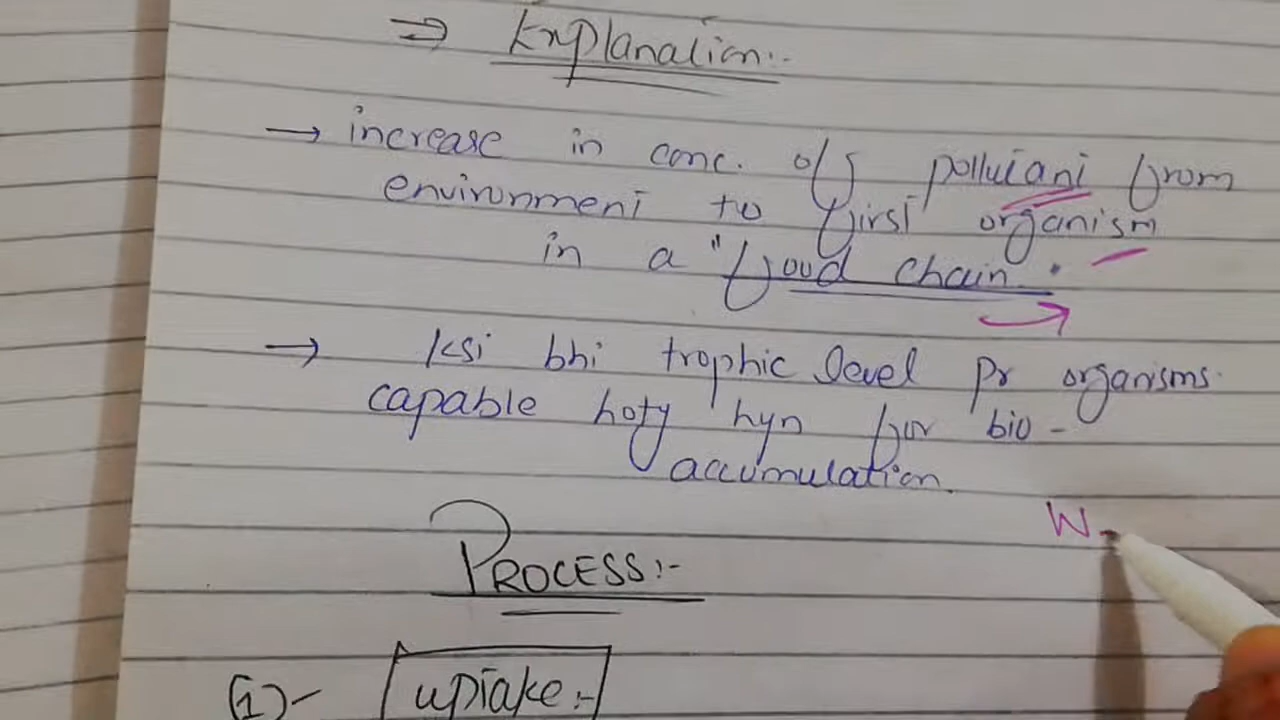 ⇒ Explanation:-
→ increase in conc. of pollutant from
environment to first organism
in a "food chain.
→ ksi bhi trophic level pr organisms
capable hoty hyn for bio-
accumulation.
W
PROCESS:-
(1)- uptake:-